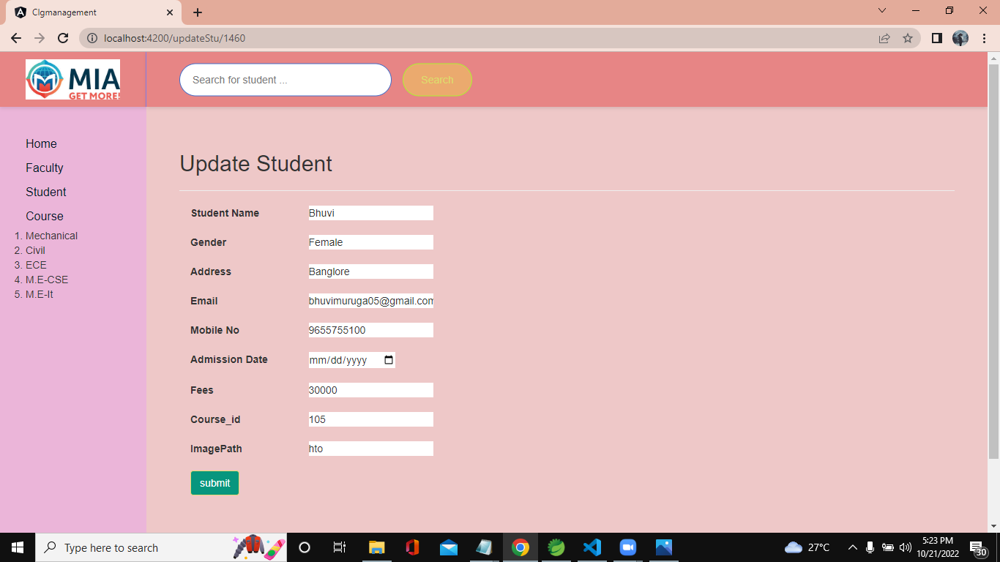 Clgmanagement
localhost:4200/updateStu/1460
MIA
GET MORE!
Search for student ...
Search
Home
Faculty
Student
Course
1. Mechanical
2. Civil
3. ECE
4. M.E-CSE
5. M.E-It
Update Student
Student Name Bhuvi
Gender Female
Address Banglore
Email bhuvimuruga05@gmail.com
Mobile No 9655755100
Admission Date mm/dd/yyyy
Fees 30000
Course_id 105
ImagePath hto
submit
Type here to search
27°C
5:23 PM
10/21/2022
30